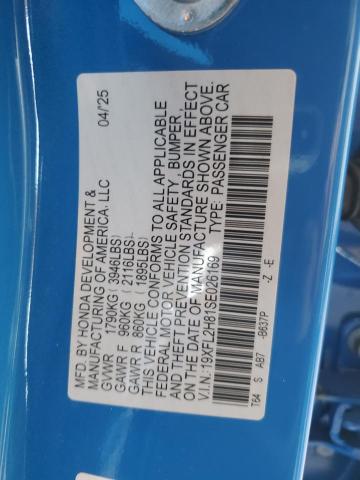 MFD. BY HONDA DEVELOPMENT &
MANUFACTURING OF AMERICA, LLC 04/25
GVWR 1790KG(3946LBS)
GAWR F 960KG(2116LBS)
GAWR R 860KG(1895LBS)
THIS VEHICLE CONFORMS TO ALL APPLICABLE
FEDERAL MOTOR VEHICLE SAFETY, BUMPER,
AND THEFT PREVENTION STANDARDS IN EFFECT
ON THE DATE OF MANUFACTURE SHOWN ABOVE.
V.I.N.:19XFL2H81SE026169 TYPE: PASSENGER CAR
T64 S AB7 -B637P -Z -E